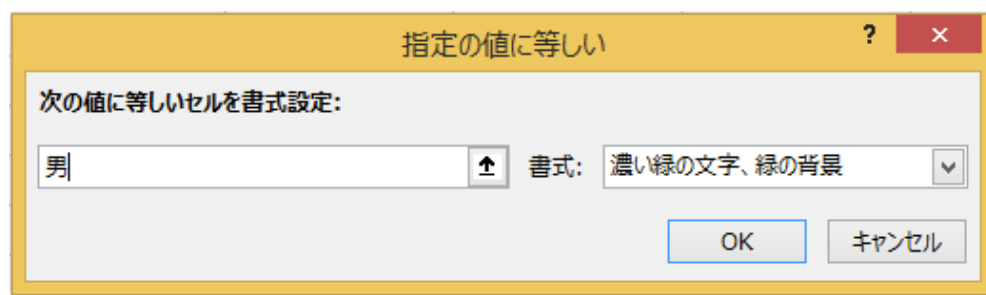 指定の値に等しい ? ×
次の値に等しいセルを書式設定:
男 書式: 濃い緑の文字、緑の背景
OK キャンセル